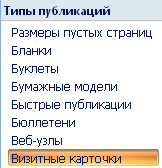 Типы публикаций
Размеры пустых страниц
Бланки
Буклеты
Бумажные модели
Быстрые публикации
Бюллетени
Веб-узлы
Визитные карточки